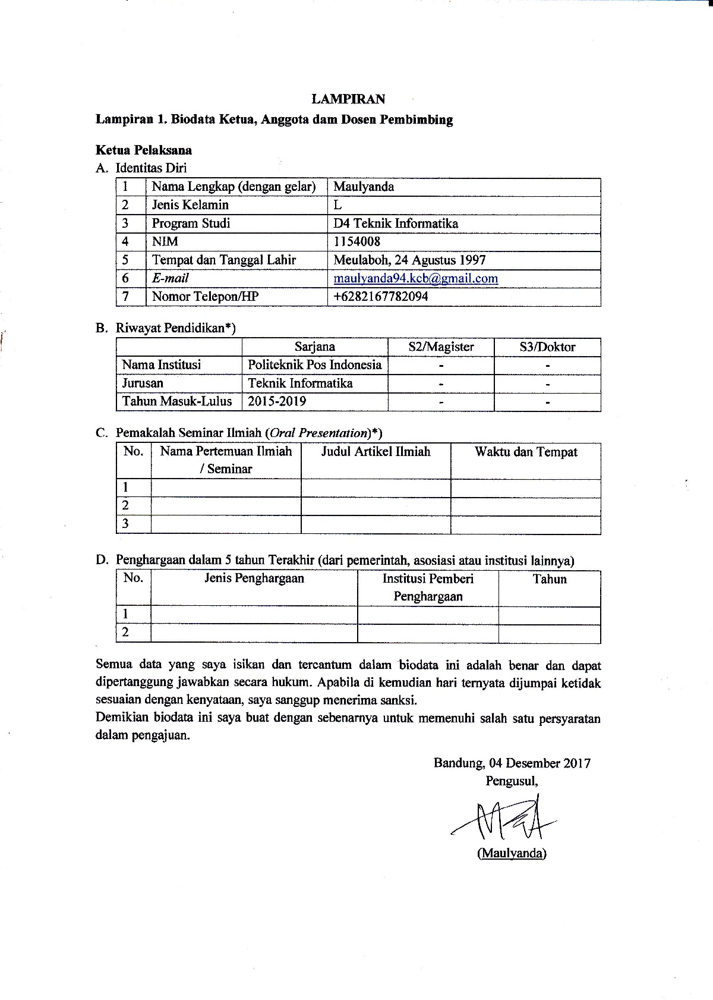 LAMPIRAN
Lampiran 1. Biodata Ketua, Anggota dam Dosen Pembimbing
Ketua Pelaksana
A. Identitas Diri
1 Nama Lengkap (dengan gelar) Maulyanda
2 Jenis Kelamin L
3 Program Studi D4 Teknik Informatika
4 NIM 1154008
5 Tempat dan Tanggal Lahir Meulaboh, 24 Agustus 1997
6 E-mail maulyanda94.kcb@gmail.com
7 Nomor Telepon/HP +6282167782094
B. Riwayat Pendidikan*)
Sarjana S2/Magister S3/Doktor
Nama Institusi Politeknik Pos Indonesia - -
Jurusan Teknik Informatika - -
Tahun Masuk-Lulus 2015-2019 - -
C. Pemakalah Seminar Ilmiah (Oral Presentation)*)
No. Nama Pertemuan Ilmiah Judul Artikel Ilmiah Waktu dan Tempat
/ Seminar
1
2
3
D. Penghargaan dalam 5 tahun Terakhir (dari pemerintah, asosiasi atau institusi lainnya)
No. Jenis Penghargaan Institusi Pemberi Tahun
Penghargaan
1
2
Semua data yang saya isikan dan tercantum dalam biodata ini adalah benar dan dapat
dipertanggung jawabkan secara hukum. Apabila di kemudian hari ternyata dijumpai ketidak
sesuaian dengan kenyataan, saya sanggup menerima sanksi.
Demikian biodata ini saya buat dengan sebenarnya untuk memenuhi salah satu persyaratan
dalam pengajuan.
Bandung, 04 Desember 2017
Pengusul,
(Maulyanda)